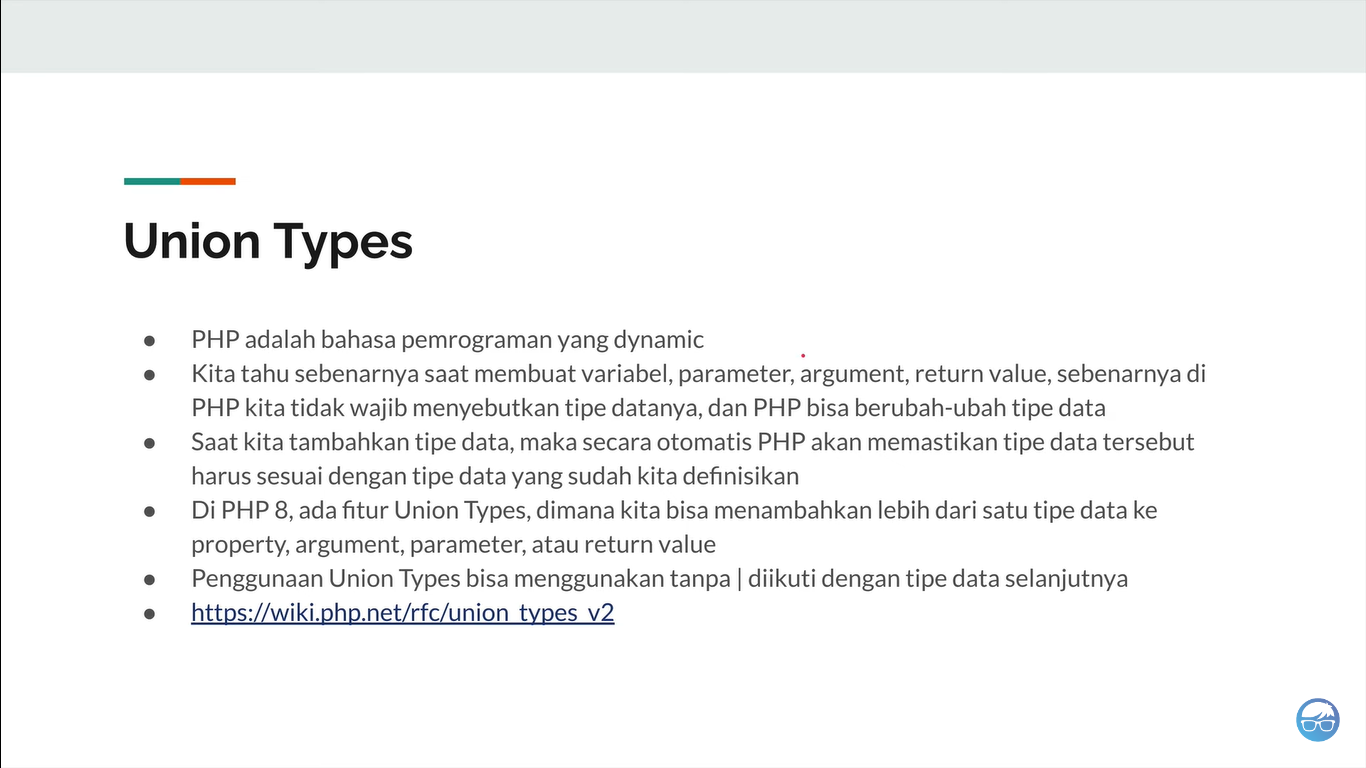 Union Types
● PHP adalah bahasa pemrograman yang dynamic
● Kita tahu sebenarnya saat membuat variabel, parameter, argument, return value, sebenarnya di
PHP kita tidak wajib menyebutkan tipe datanya, dan PHP bisa berubah-ubah tipe data
● Saat kita tambahkan tipe data, maka secara otomatis PHP akan memastikan tipe data tersebut
harus sesuai dengan tipe data yang sudah kita definisikan
● Di PHP 8, ada fitur Union Types, dimana kita bisa menambahkan lebih dari satu tipe data ke
property, argument, parameter, atau return value
● Penggunaan Union Types bisa menggunakan tanpa | diikuti dengan tipe data selanjutnya
● https://wiki.php.net/rfc/union_types_v2